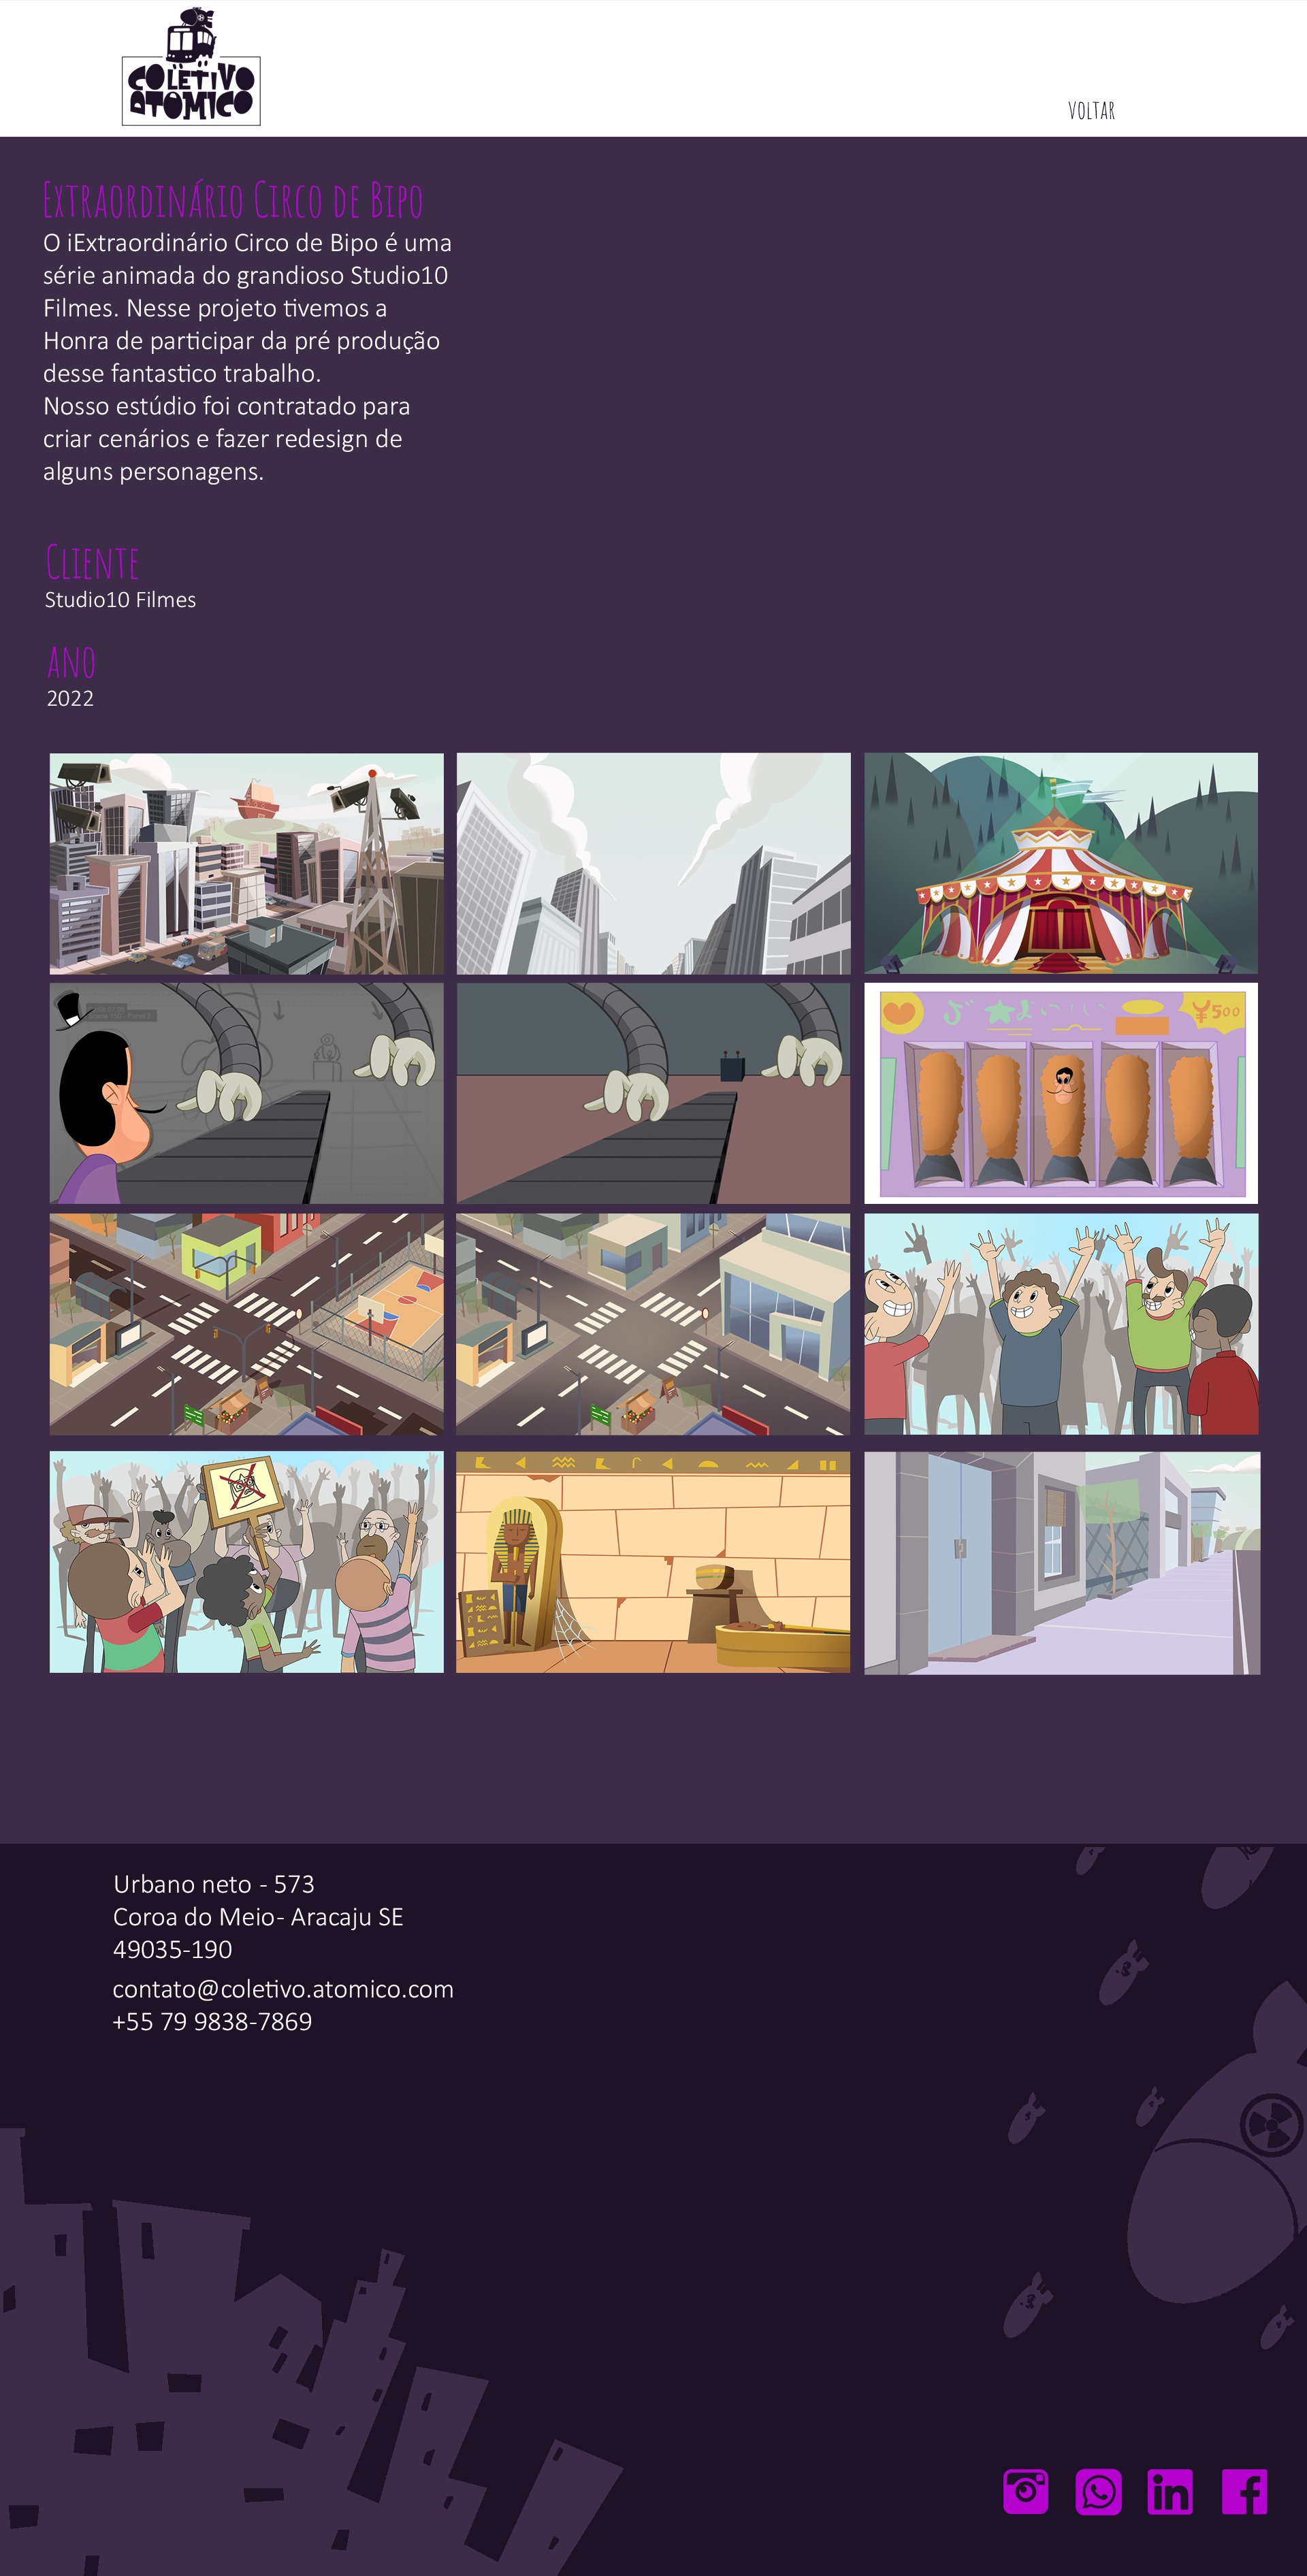 COLETIVO
ATOMICO
VOLTAR
Extraordinário Circo de Bipo
O iExtraordinário Circo de Bipo é uma
série animada do grandioso Studio10
Filmes. Nesse projeto tivemos a
Honra de participar da pré produção
desse fantastico trabalho.
Nosso estúdio foi contratado para
criar cenários e fazer redesign de
alguns personagens.
Cliente
Studio10 Filmes
ano
2022
¥500
Urbano neto - 573
Coroa do Meio- Aracaju SE
49035-190
contato@coletivo.atomico.com
+55 79 9838-7869